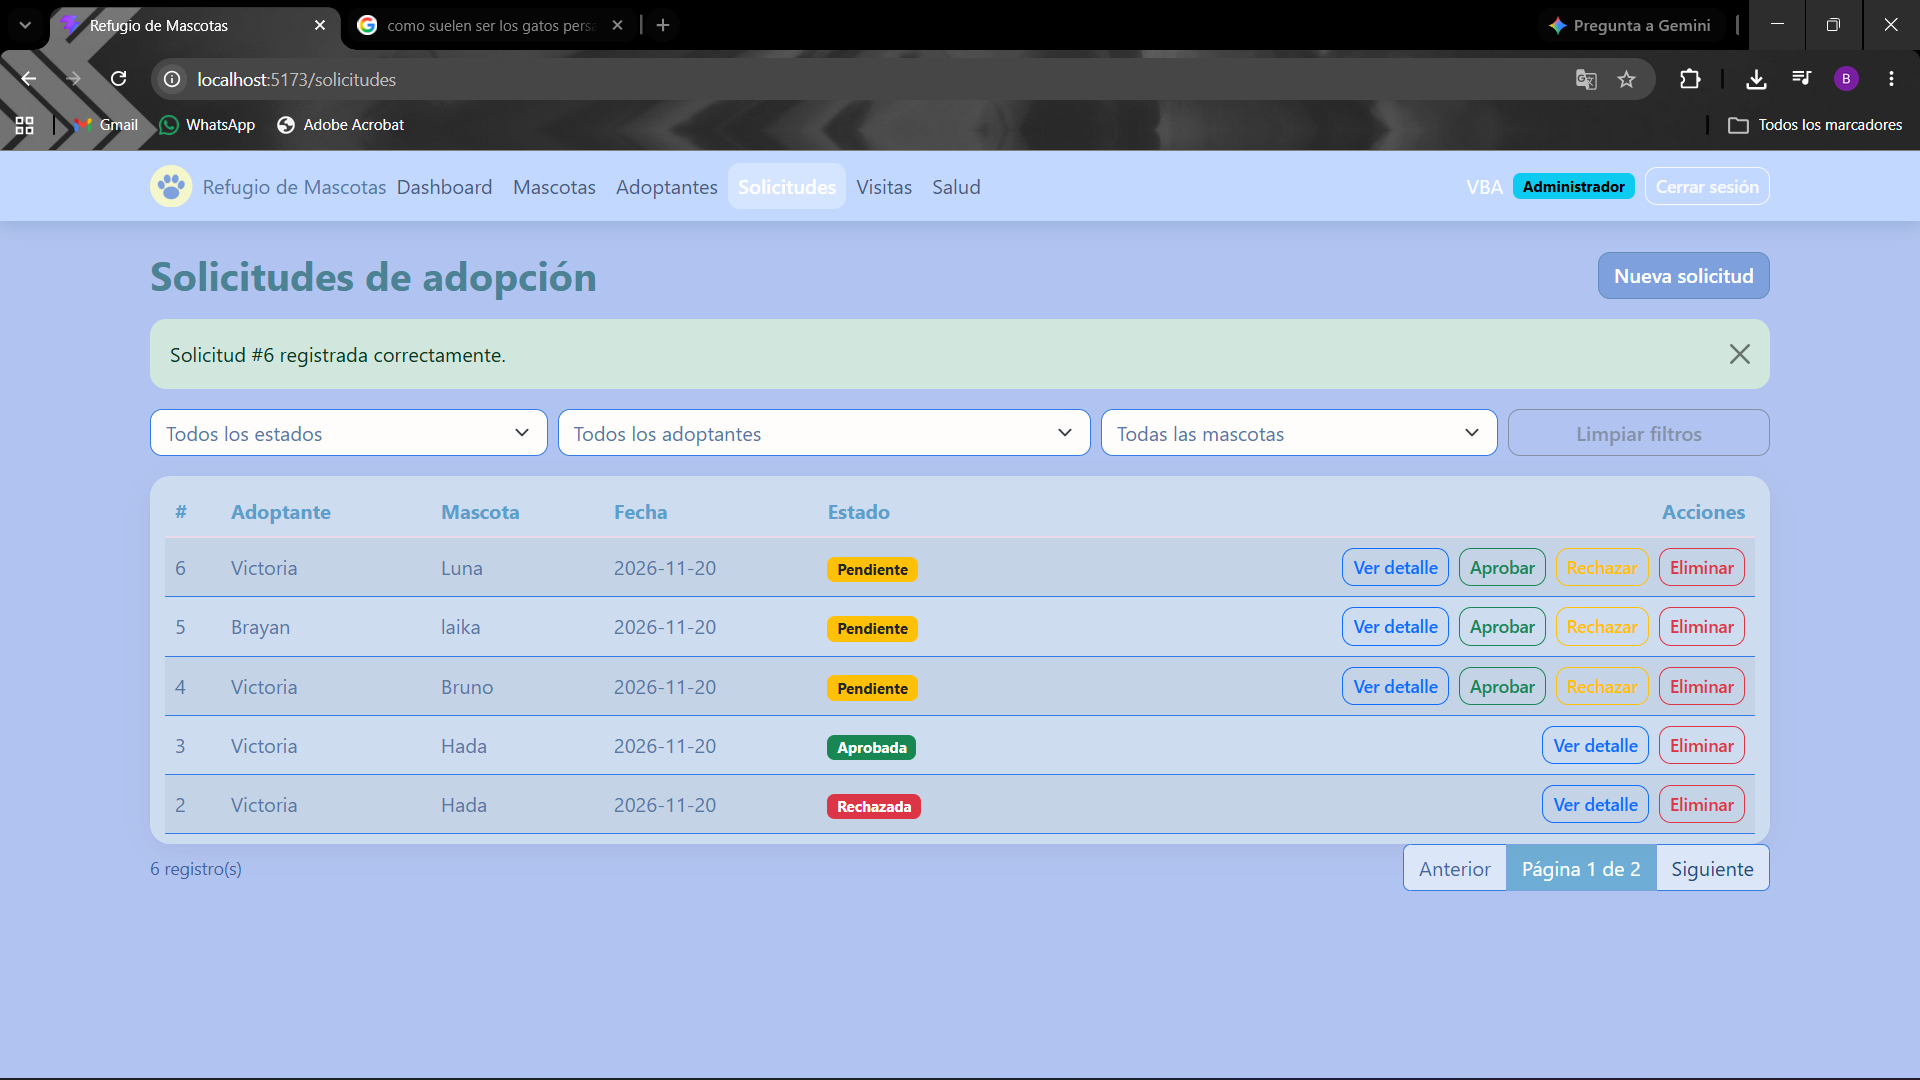 Refugio de Mascotas
como suelen ser los gatos persa
Pregunta a Gemini
localhost:5173/solicitudes
B
Gmail
WhatsApp
Adobe Acrobat
Todos los marcadores
Refugio de Mascotas Dashboard Mascotas Adoptantes Solicitudes Visitas Salud
VBA Administrador Cerrar sesión
Solicitudes de adopción
Nueva solicitud
Solicitud #6 registrada correctamente.
Todos los estados Todos los adoptantes Todas las mascotas Limpiar filtros
# Adoptante Mascota Fecha Estado Acciones
6 Victoria Luna 2026-11-20 Pendiente Ver detalle Aprobar Rechazar Eliminar
5 Brayan laika 2026-11-20 Pendiente Ver detalle Aprobar Rechazar Eliminar
4 Victoria Bruno 2026-11-20 Pendiente Ver detalle Aprobar Rechazar Eliminar
3 Victoria Hada 2026-11-20 Aprobada Ver detalle Eliminar
2 Victoria Hada 2026-11-20 Rechazada Ver detalle Eliminar
6 registro(s)
Anterior Página 1 de 2 Siguiente